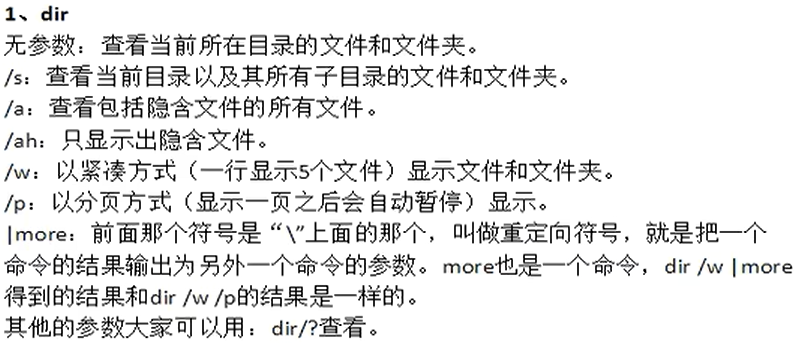 1、dir
无参数：查看当前所在目录的文件和文件夹。
/s：查看当前目录以及其所有子目录的文件和文件夹。
/a：查看包括隐含文件的所有文件。
/ah：只显示出隐含文件。
/w：以紧凑方式（一行显示5个文件）显示文件和文件夹。
/p：以分页方式（显示一页之后会自动暂停）显示。
|more：前面那个符号是“\”上面的那个，叫做重定向符号，就是把一个
命令的结果输出为另外一个命令的参数。more也是一个命令，dir /w |more
得到的结果和dir /w /p的结果是一样的。
其他的参数大家可以用：dir/?查看。